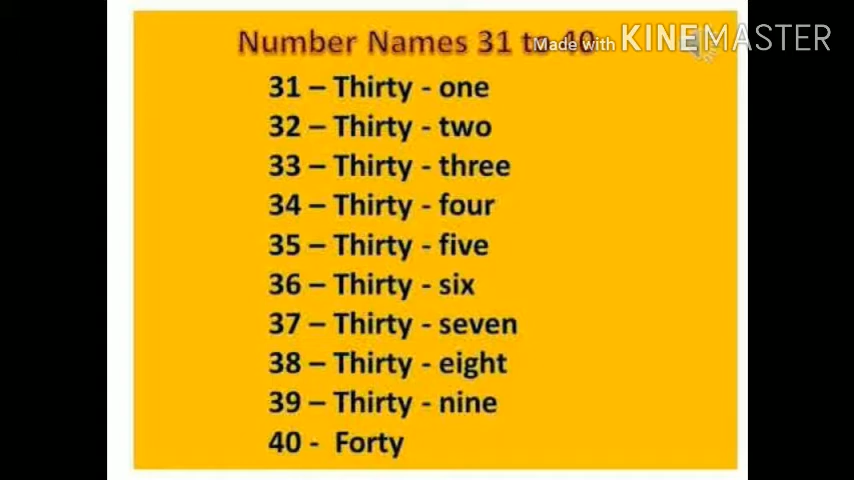 Number Names 31 to 40
Made with KINEMASTER
31 – Thirty - one
32 – Thirty - two
33 – Thirty - three
34 – Thirty - four
35 – Thirty - five
36 – Thirty - six
37 – Thirty - seven
38 – Thirty - eight
39 – Thirty - nine
40 - Forty